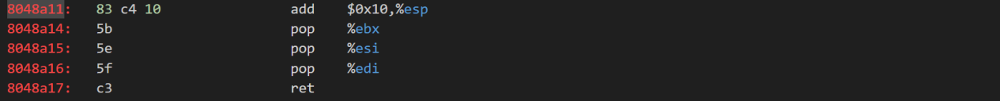 8048a11: 83 c4 10 add $0x10,%esp
8048a14: 5b pop %ebx
8048a15: 5e pop %esi
8048a16: 5f pop %edi
8048a17: c3 ret